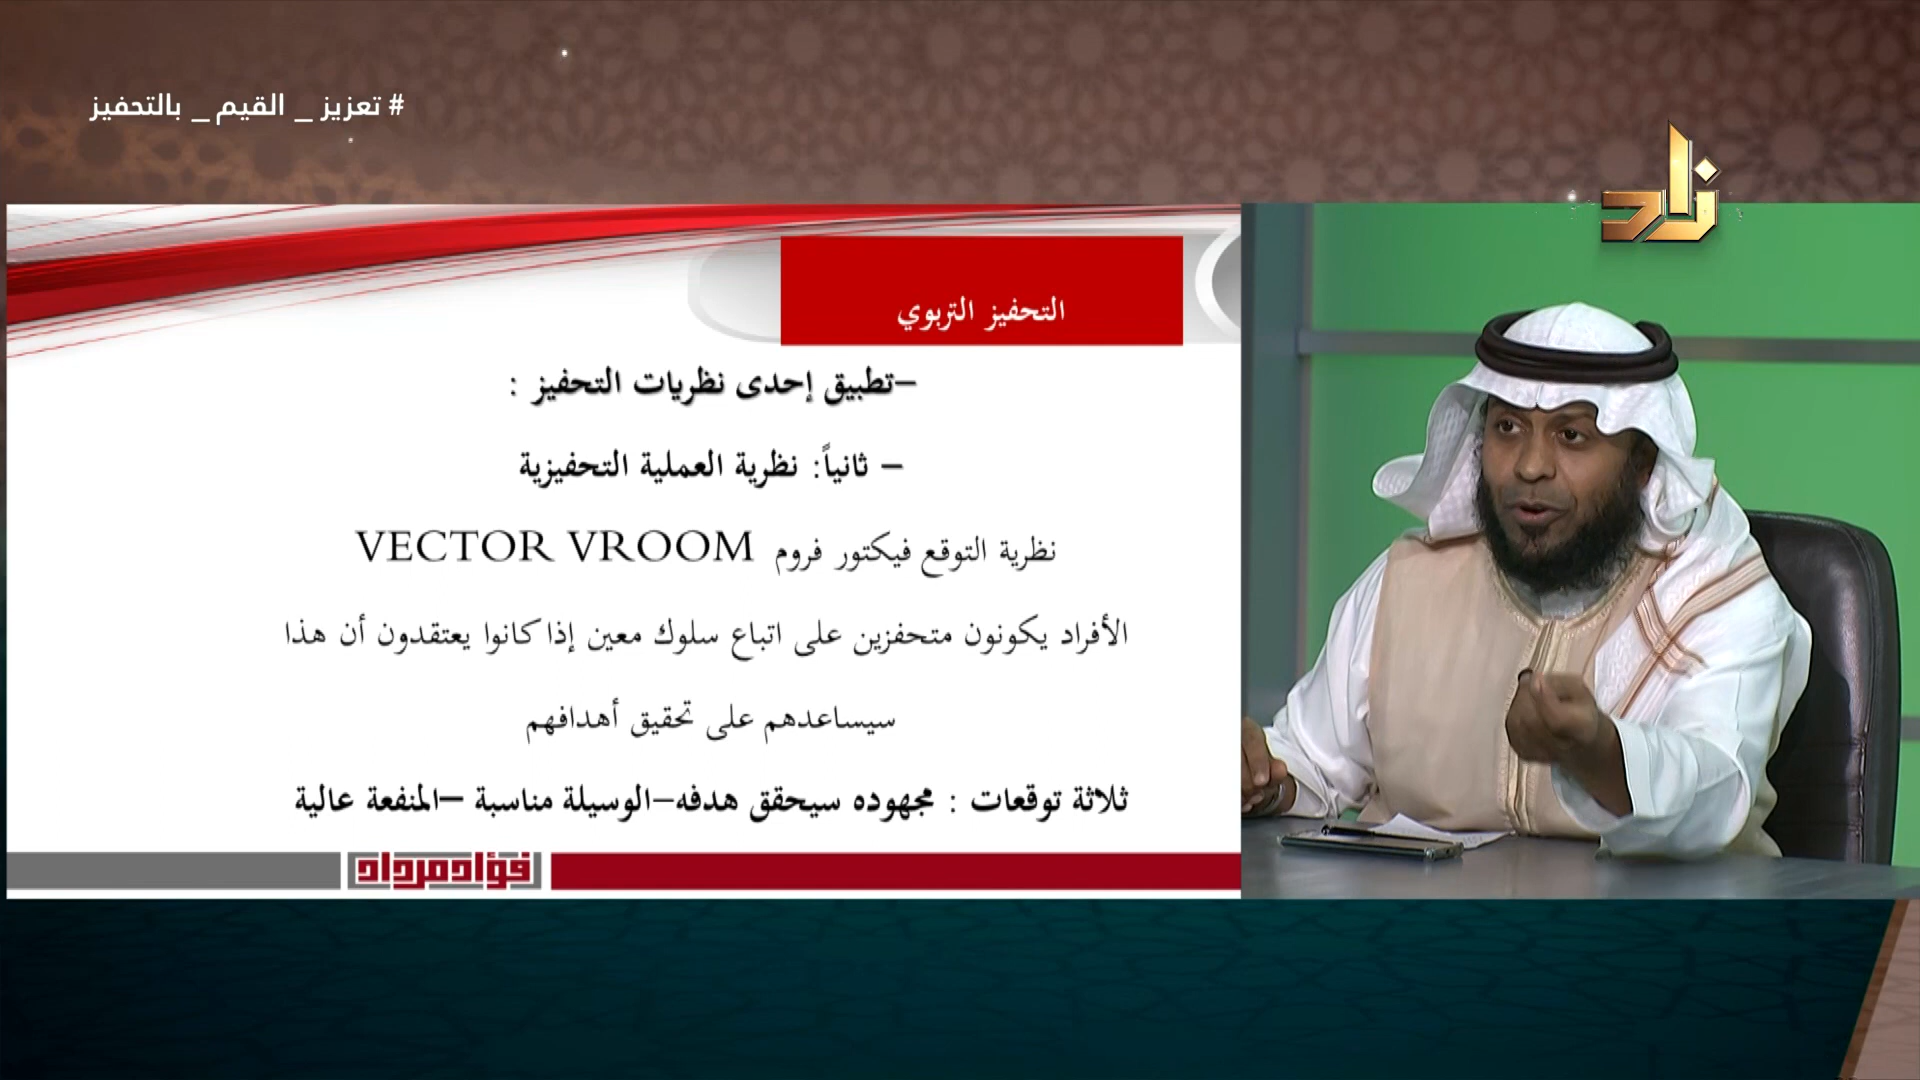 # تعزيز _ القيم _ بالتحفيز
زاد
التحفيز التربوي
–تطبيق إحدى نظريات التحفيز :
– ثانياً: نظرية العملية التحفيزية
نظرية التوقع فيكتور فروم VECTOR VROOM
الأفراد يكونون متحفزين على اتباع سلوك معين إذا كانوا يعتقدون أن هذا
سيساعدهم على تحقيق أهدافهم
ثلاثة توقعات : مجهوده سيحقق هدفه–الوسيلة مناسبة –المنفعة عالية
فؤادمرداد